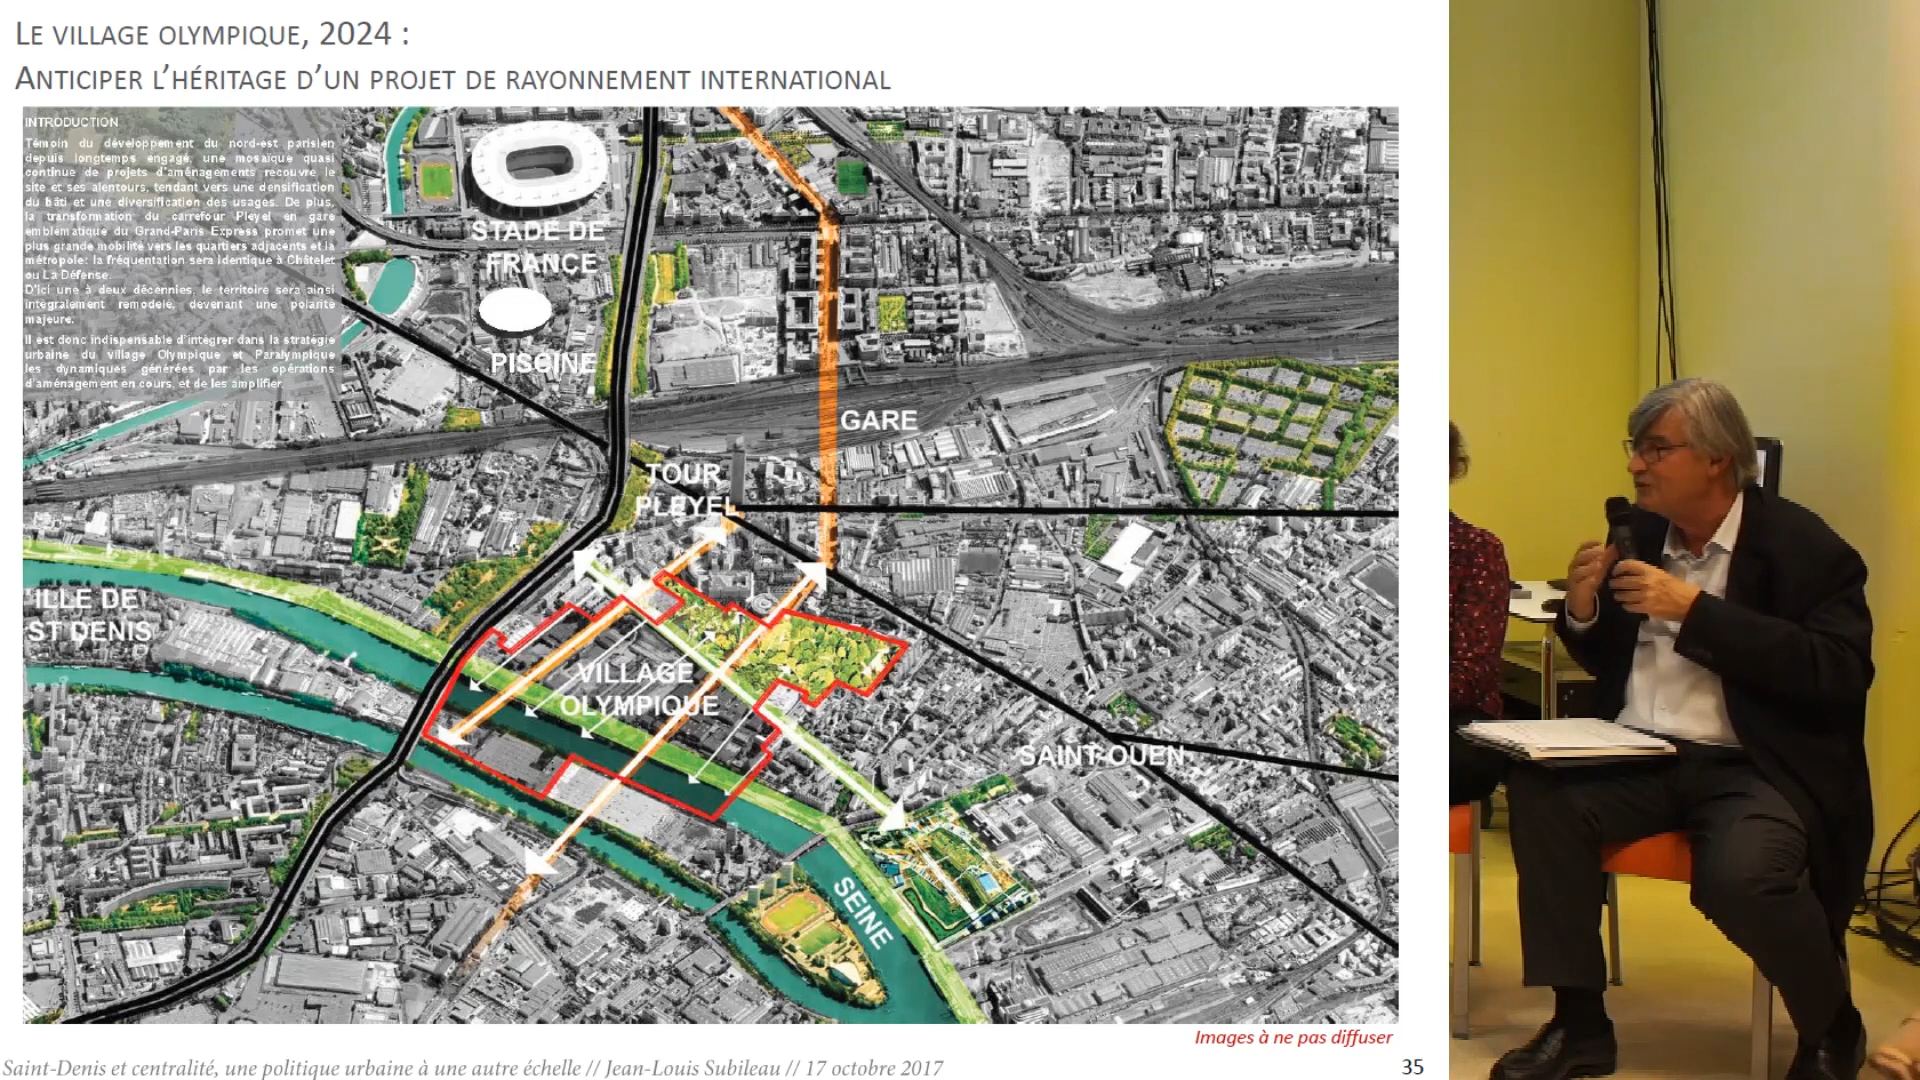 LE VILLAGE OLYMPIQUE, 2024 :
ANTICIPER L'HÉRITAGE D'UN PROJET DE RAYONNEMENT INTERNATIONAL
INTRODUCTION
Témoin du développement du nord-est parisien
depuis longtemps engagé, une mosaïque quasi
continue de projets d'aménagements recouvre le
site et ses alentours, tendant vers une densification
du bâti et une diversification des usages. De plus,
la transformation du carrefour Pleyel en gare
emblématique du Grand-Paris Express promet une
plus grande mobilité vers les quartiers adjacents et la
métropole: la fréquentation sera identique à Châtelet
ou La Défense.
D'ici une à deux décennies, le territoire sera ainsi
intégralement remodelé, devenant une polarité
majeure.
Il est donc indispensable d'intégrer dans la stratégie
urbaine du village Olympique et Paralympique
les dynamiques générées par les opérations
d'aménagement en cours, et de les amplifier.
STADE DE
FRANCE
PISCINE
GARE
TOUR
PLEYEL
'ILLE DE
ST DENIS
VILLAGE
OLYMPIQUE
SAINT-OUEN
SEINE
Images à ne pas diffuser
Saint-Denis et centralité, une politique urbaine à une autre échelle // Jean-Louis Subileau // 17 octobre 2017
35